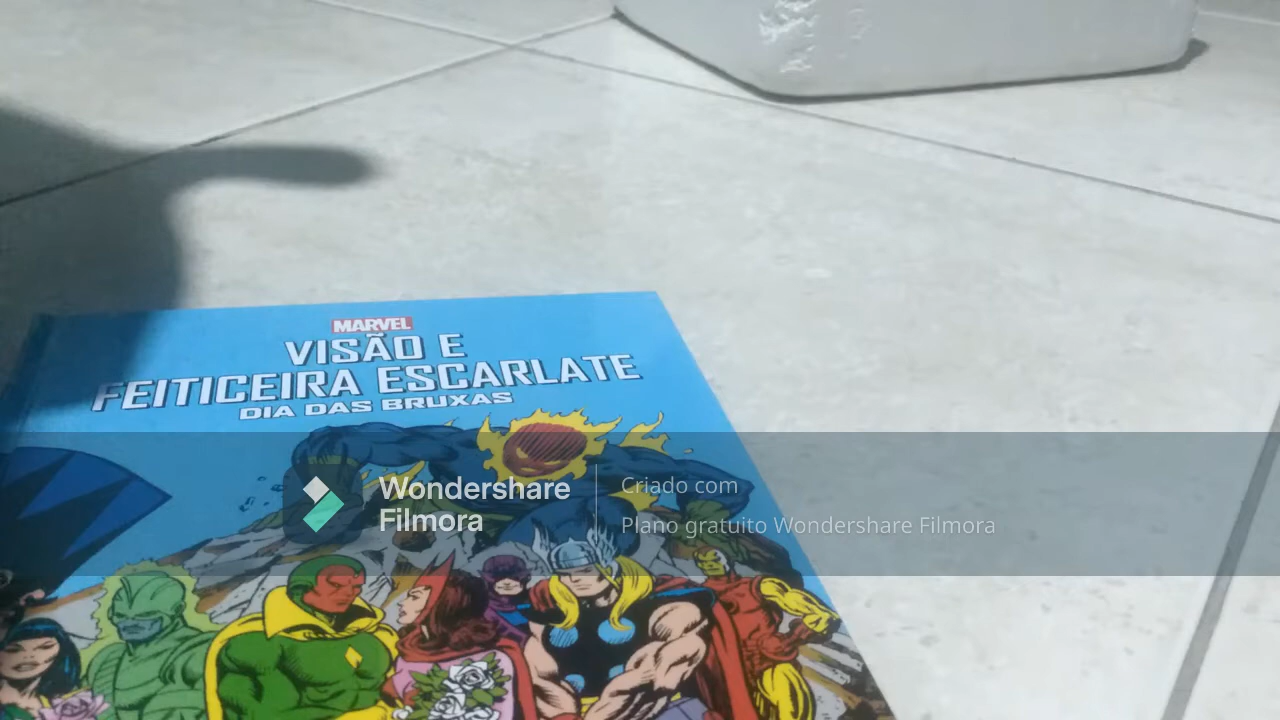 MARVEL
VISÃO E
FEITICEIRA ESCARLATE
DIA DAS BRUXAS
Wondershare
Filmora
Criado com
Plano gratuito Wondershare Filmora